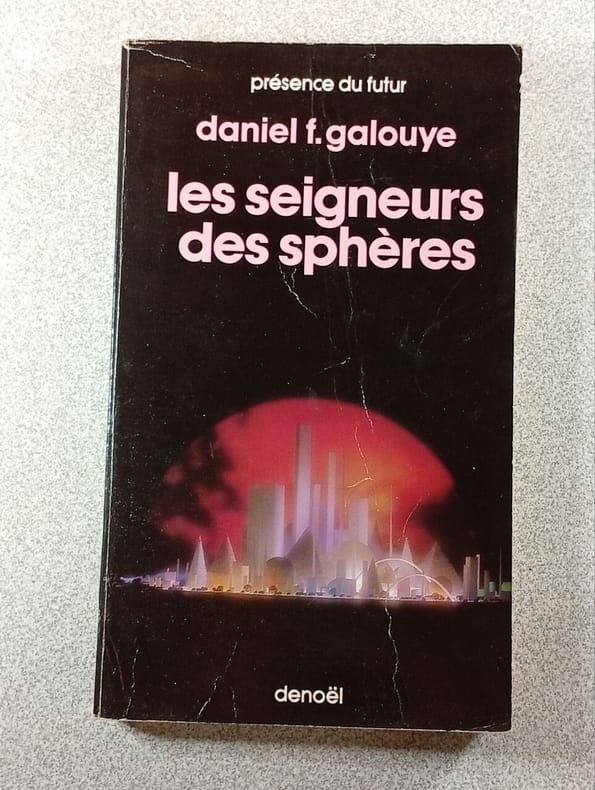 présence du futur
daniel f. galouye
les seigneurs
des sphères
denoël